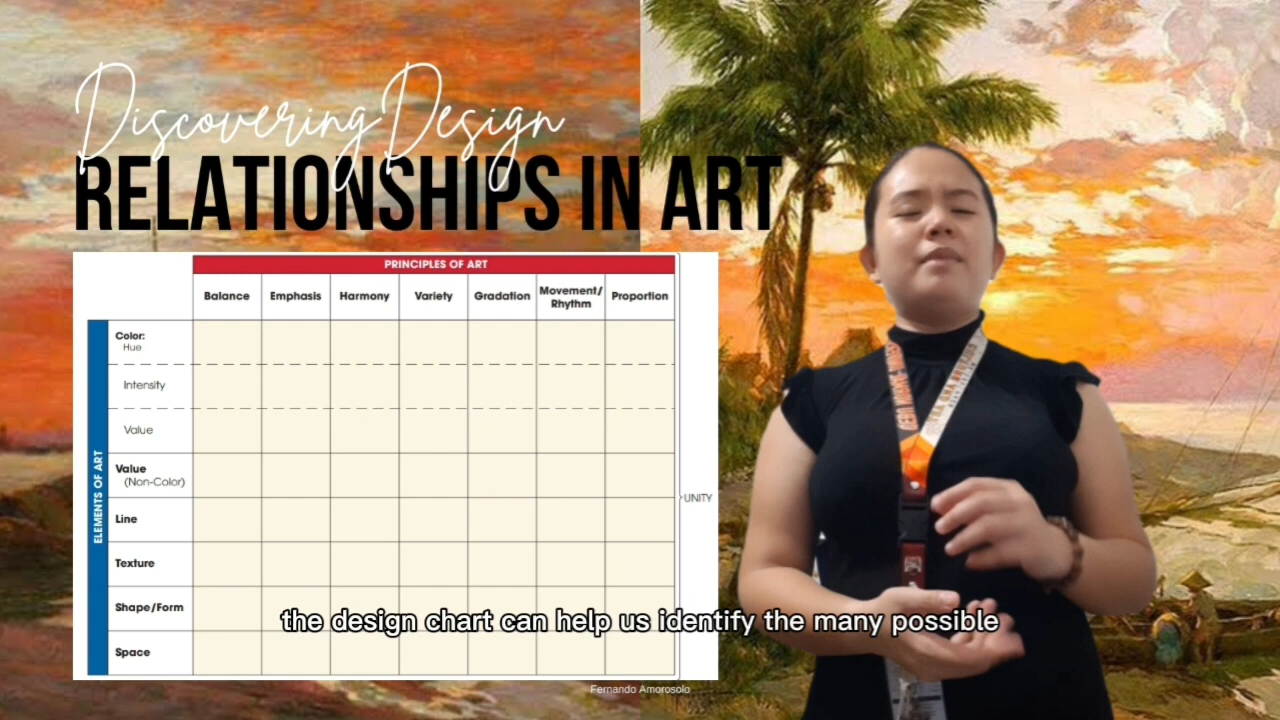 Discovering Design
RELATIONSHIPS IN ART
PRINCIPLES OF ART
Balance
Emphasis
Harmony
Variety
Gradation
Movement/
Rhythm
Proportion
ELEMENTS OF ART
Color:
Hue
Intensity
Value
Value
(Non-Color)
Line
Texture
Shape/Form
Space
UNITY
the design chart can help us identify the many possible
Fernando Amorosolo